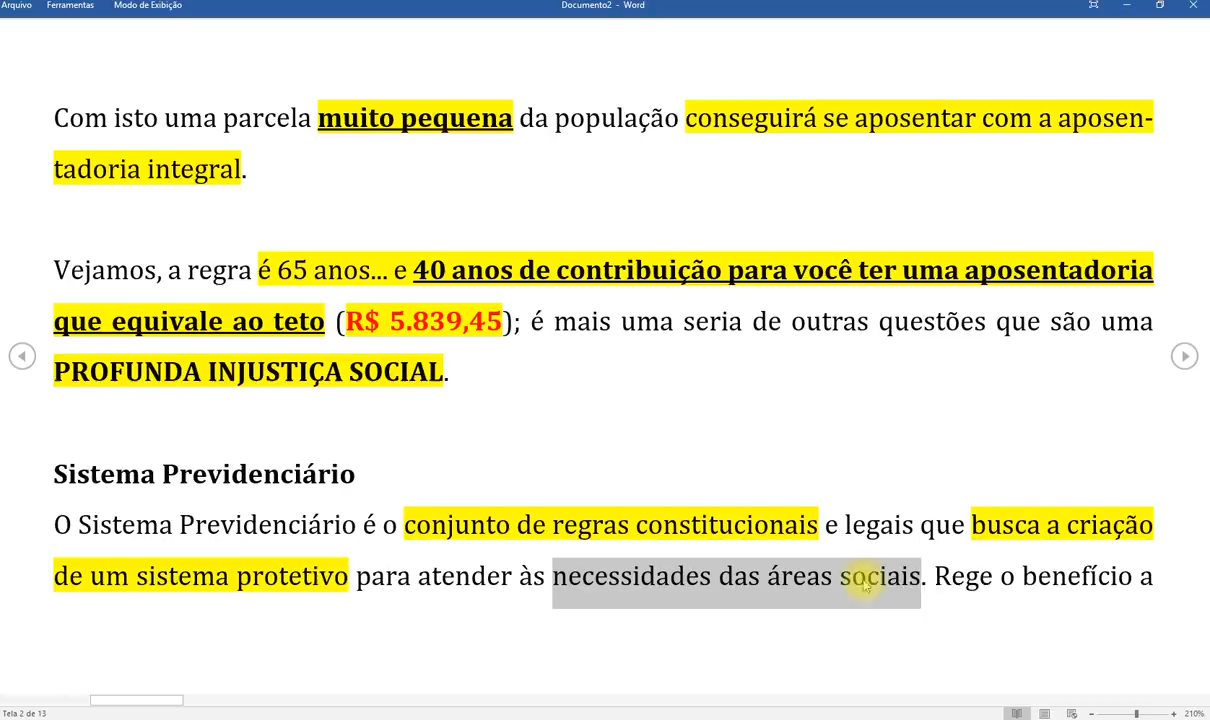 Arquivo Ferramentas Modo de Exibição Documento2 - Word
Com isto uma parcela muito pequena da população conseguirá se aposentar com a aposen-
tadoria integral.
Vejamos, a regra é 65 anos... e 40 anos de contribuição para você ter uma aposentadoria
que equivale ao teto (R$ 5.839,45); é mais uma seria de outras questões que são uma
PROFUNDA INJUSTIÇA SOCIAL.
Sistema Previdenciário
O Sistema Previdenciário é o conjunto de regras constitucionais e legais que busca a criação
de um sistema protetivo para atender às necessidades das áreas sociais. Rege o benefício a
Tela 2 de 13 210%